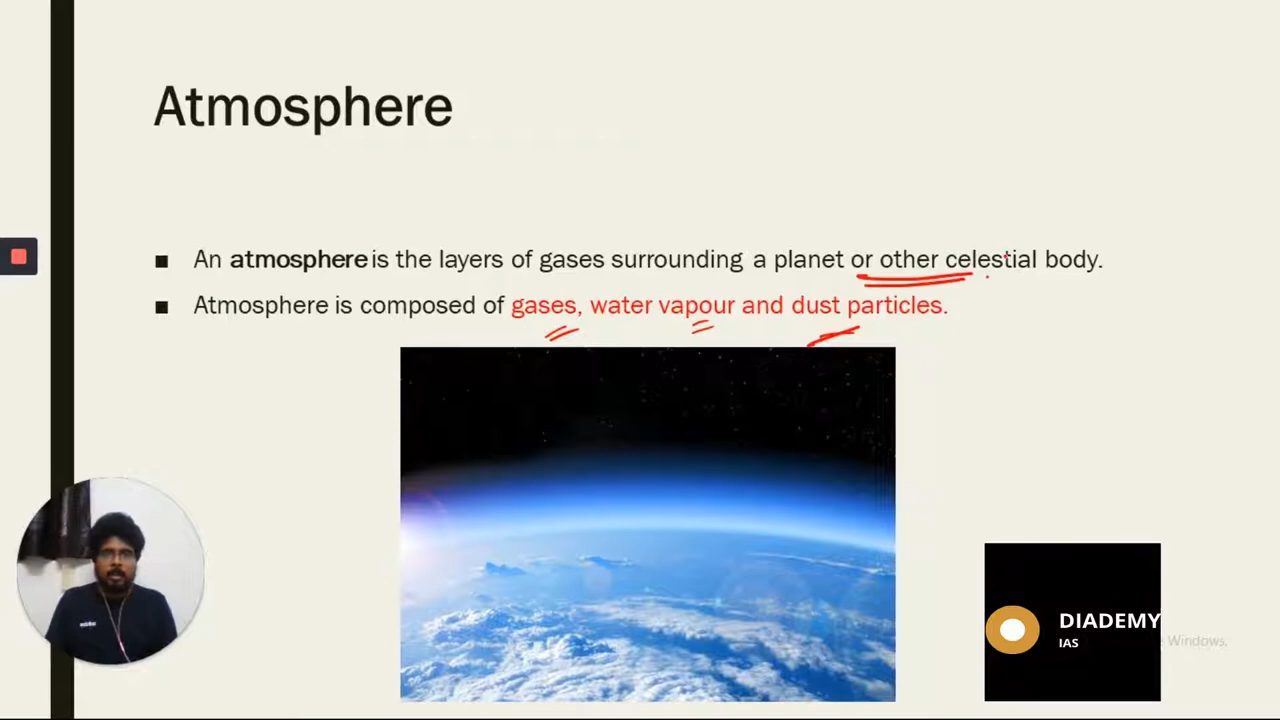 Atmosphere
■ An atmosphere is the layers of gases surrounding a planet or other celestial body.
■ Atmosphere is composed of gases, water vapour and dust particles.
DIADEMY
IAS
Windows.